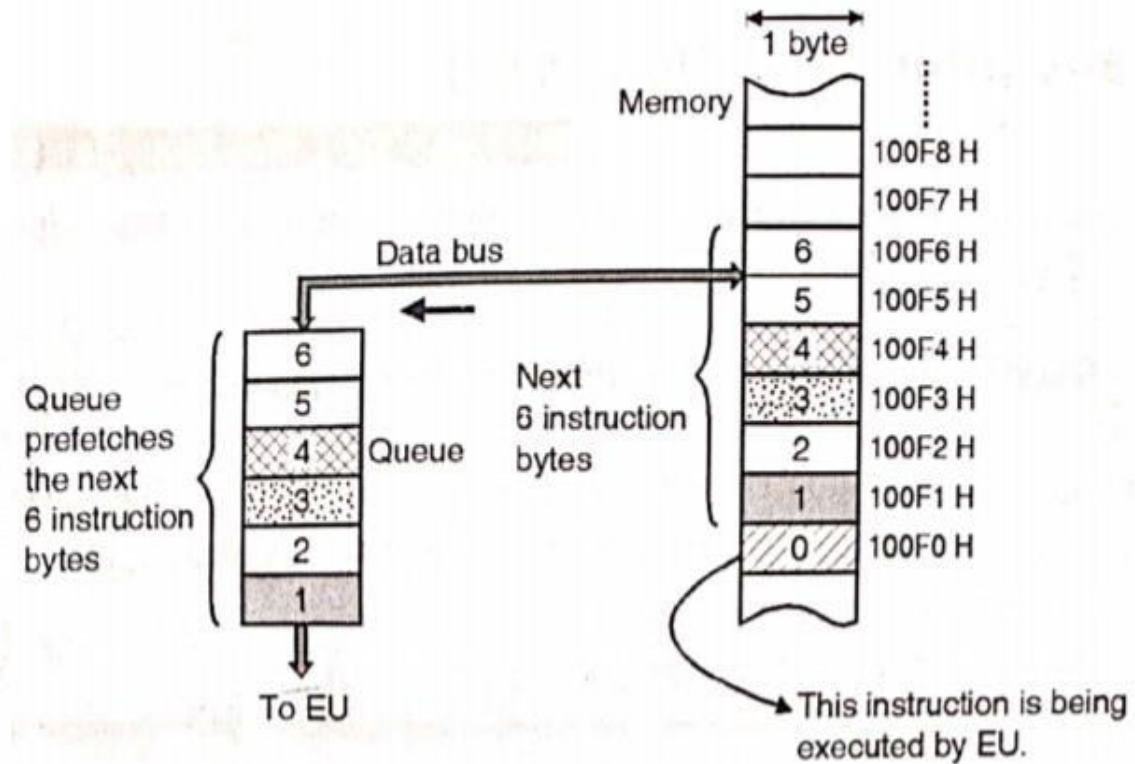 1 byte
Memory
100F8 H
100F7 H
6 100F6 H
5 100F5 H
4 100F4 H
3 100F3 H
2 100F2 H
1 100F1 H
0 100F0 H
Data bus
Next
6 instruction
bytes
Queue
prefetches
the next
6 instruction
bytes
6
5
4
3
2
1
Queue
To EU
This instruction is being
executed by EU.